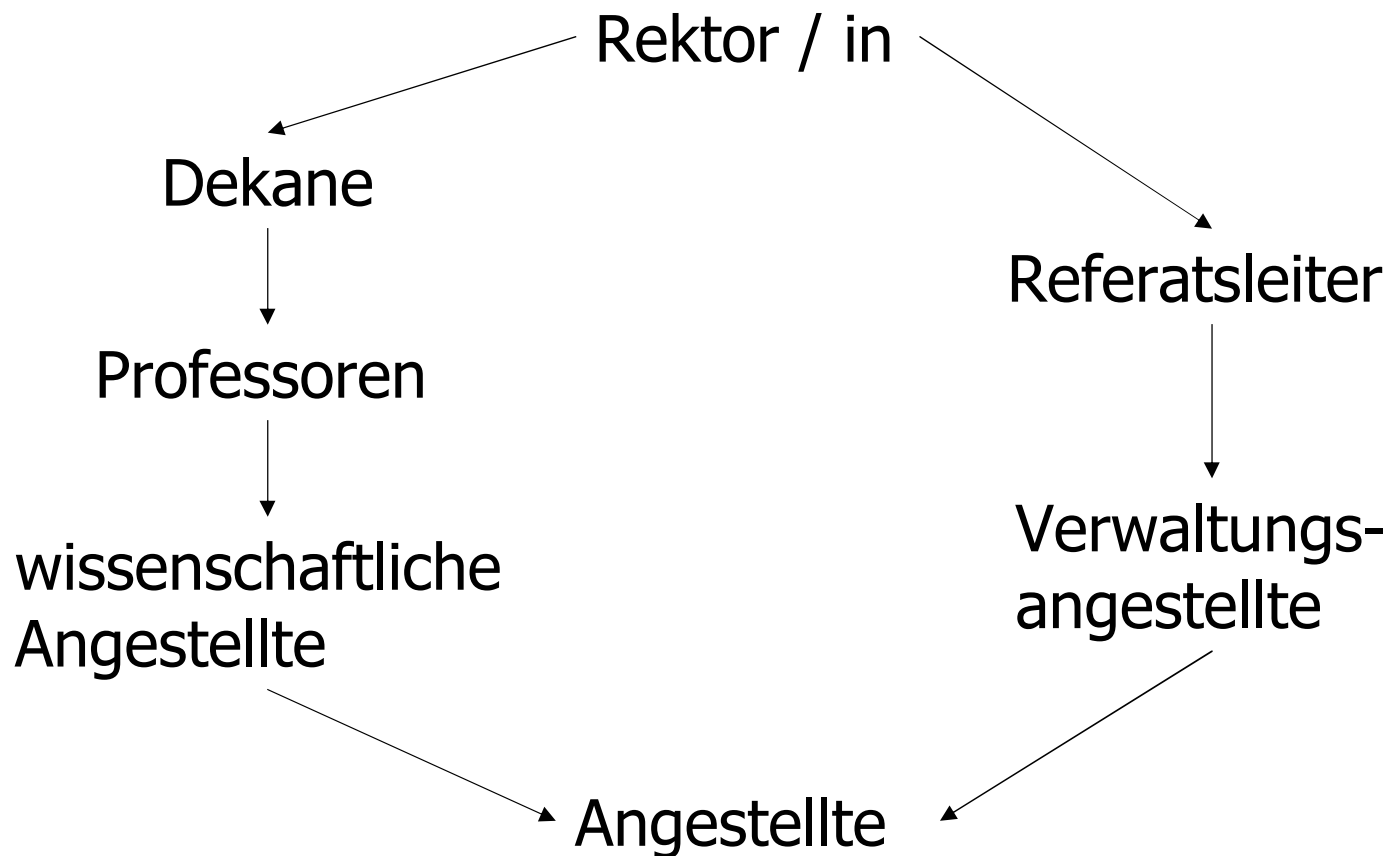 Rektor / in
Dekane
Referatsleiter
Professoren
Verwaltungs-
angestellte
wissenschaftliche
Angestellte
Angestellte